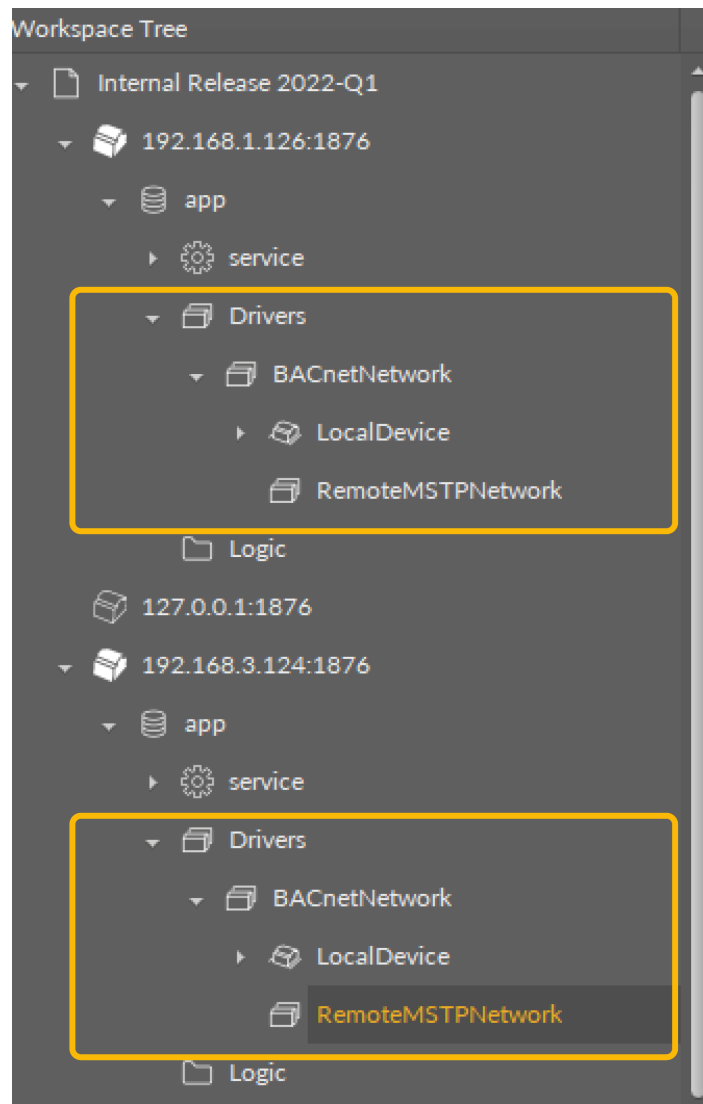 Workspace Tree
Internal Release 2022-Q1
192.168.1.126:1876
app
service
Drivers
BACnetNetwork
LocalDevice
RemoteMSTPNetwork
Logic
127.0.0.1:1876
192.168.3.124:1876
app
service
Drivers
BACnetNetwork
LocalDevice
RemoteMSTPNetwork
Logic